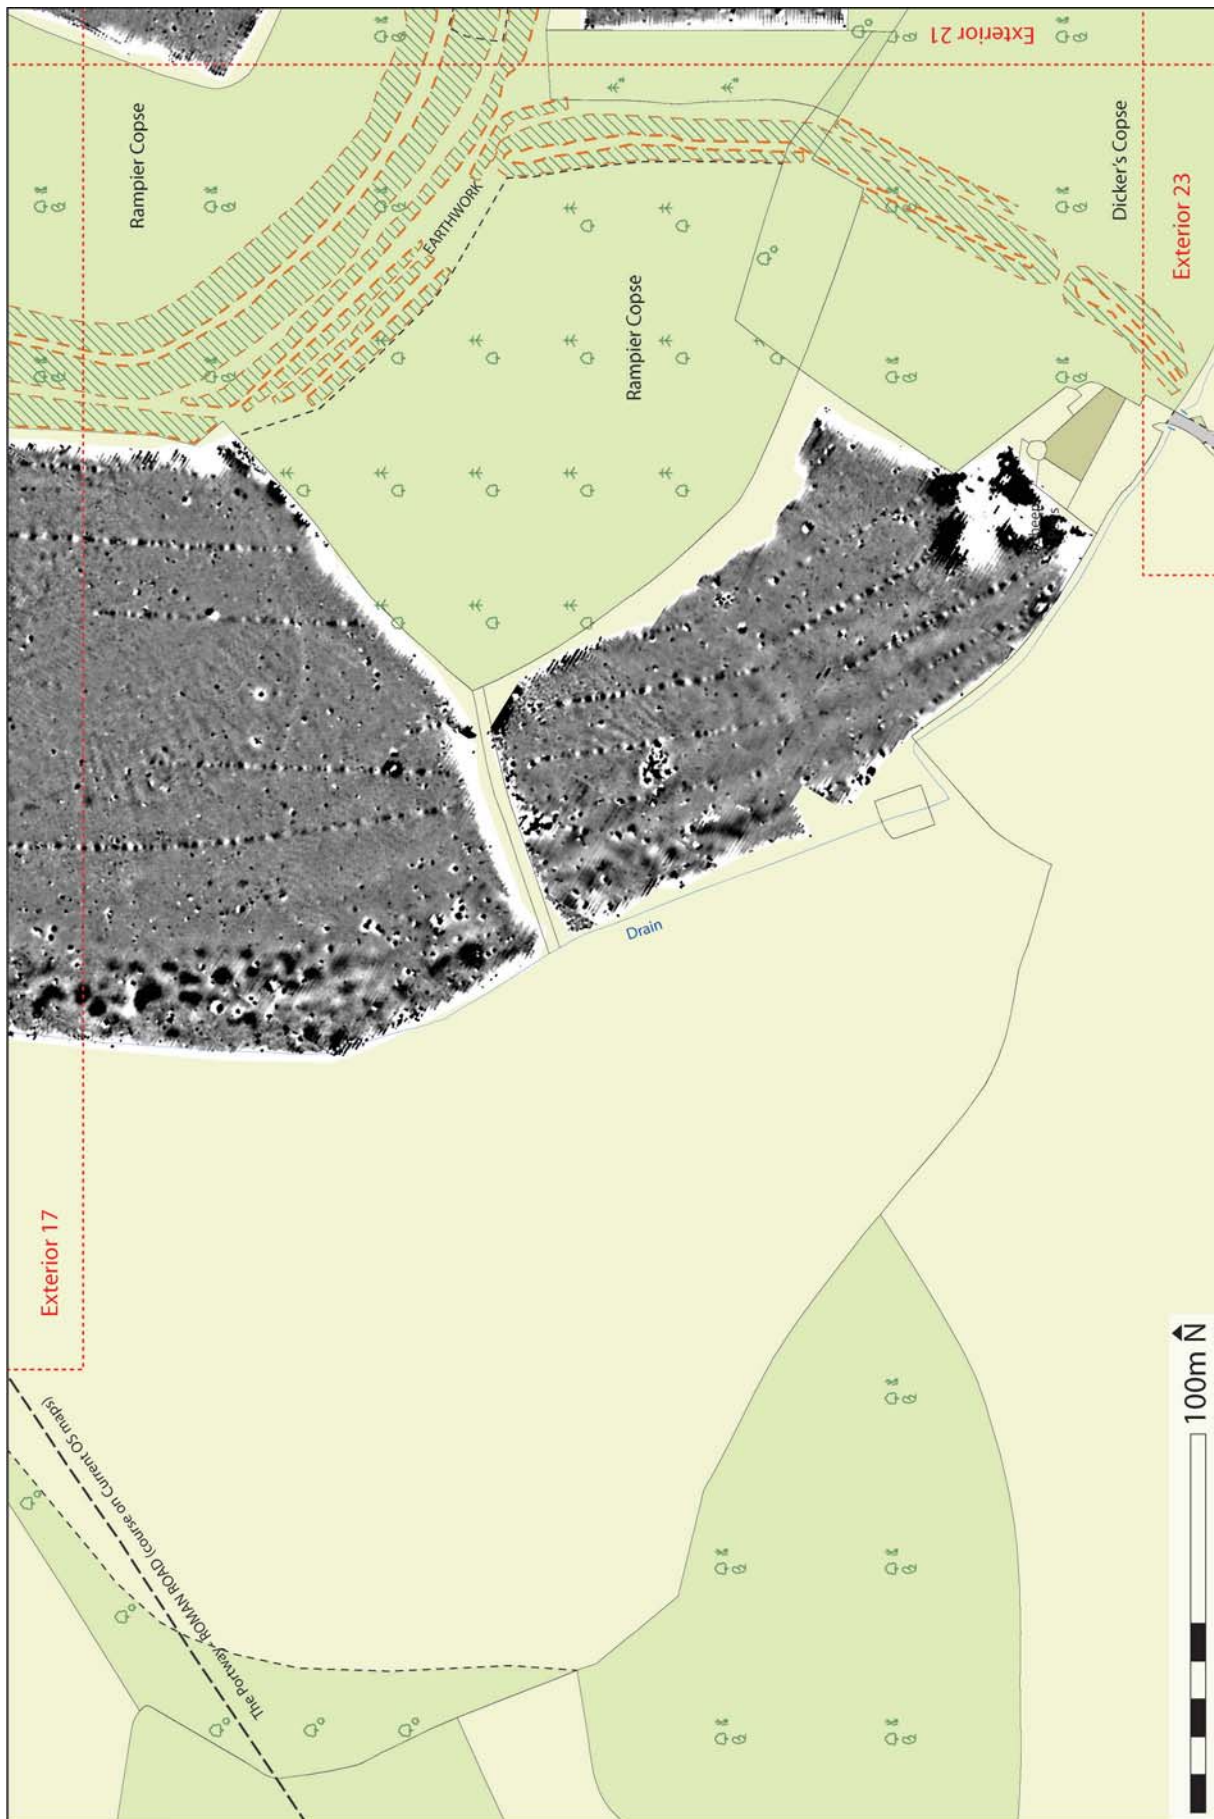 Exterior 21
Rampier Copse
EARTHWORK
Dicker's Copse
Exterior 23
Rampier Copse
Drain
Exterior 17
The Portway - ROMAN ROAD (course on Current OS maps)
100m N